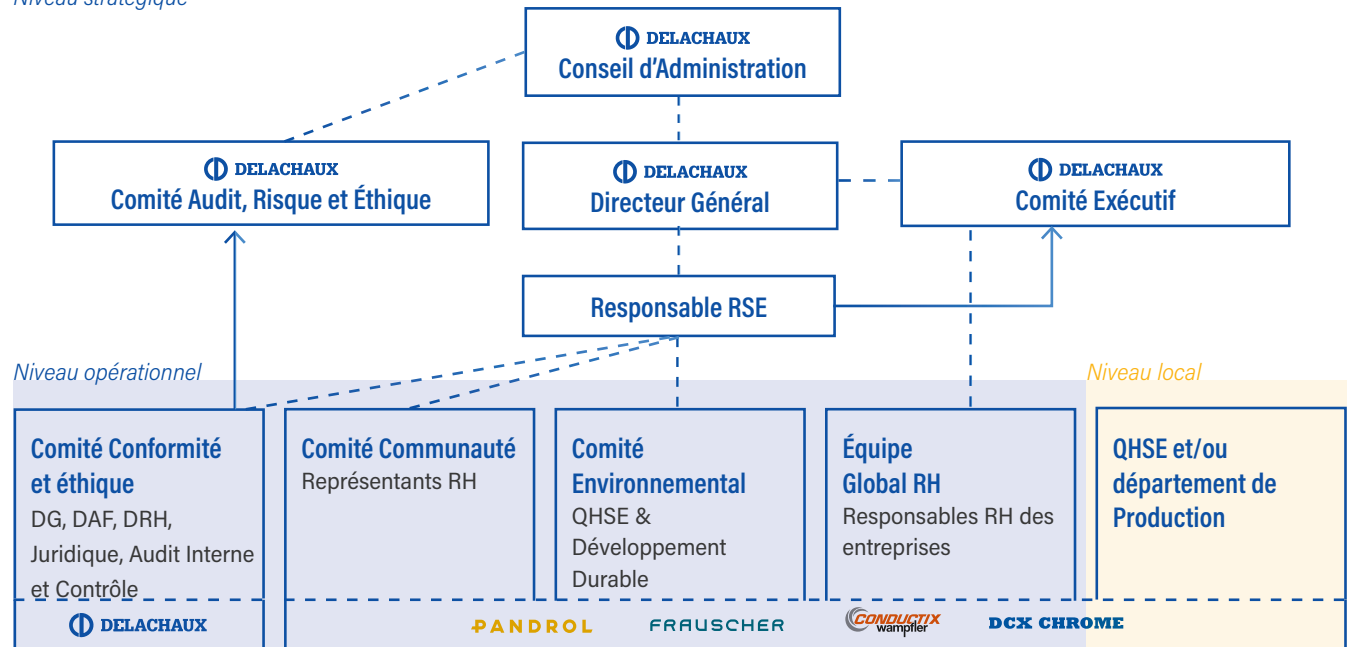 Niveau stratégique
DELACHAUX
Conseil d'Administration
DELACHAUX
Comité Audit, Risque et Éthique
DELACHAUX
Directeur Général
DELACHAUX
Comité Exécutif
Responsable RSE
Niveau opérationnel
Niveau local
Comité Conformité
et éthique
DG, DAF, DRH,
Juridique, Audit Interne
et Contrôle
Comité Communauté
Représentants RH
Comité
Environnemental
QHSE &
Développement
Durable
Équipe
Global RH
Responsables RH des
entreprises
QHSE et/ou
département de
Production
DELACHAUX
PANDROL
FRAUSCHER
CONDUCTIX
wampfler
DCX CHROME